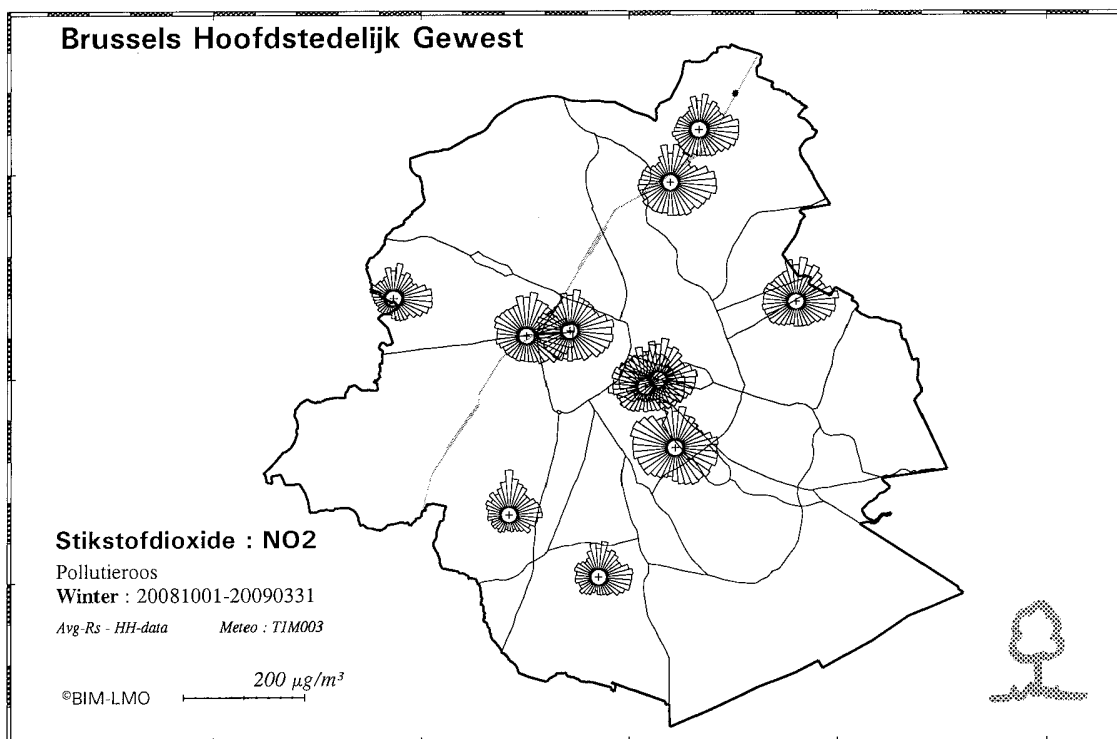 Brussels Hoofdstedelijk Gewest
Stikstofdioxide : NO2
Pollutieroos
Winter : 20081001-20090331
Avg-Rs - HH-data Meteo : T1M003
200 µg/m³
©BIM-LMO